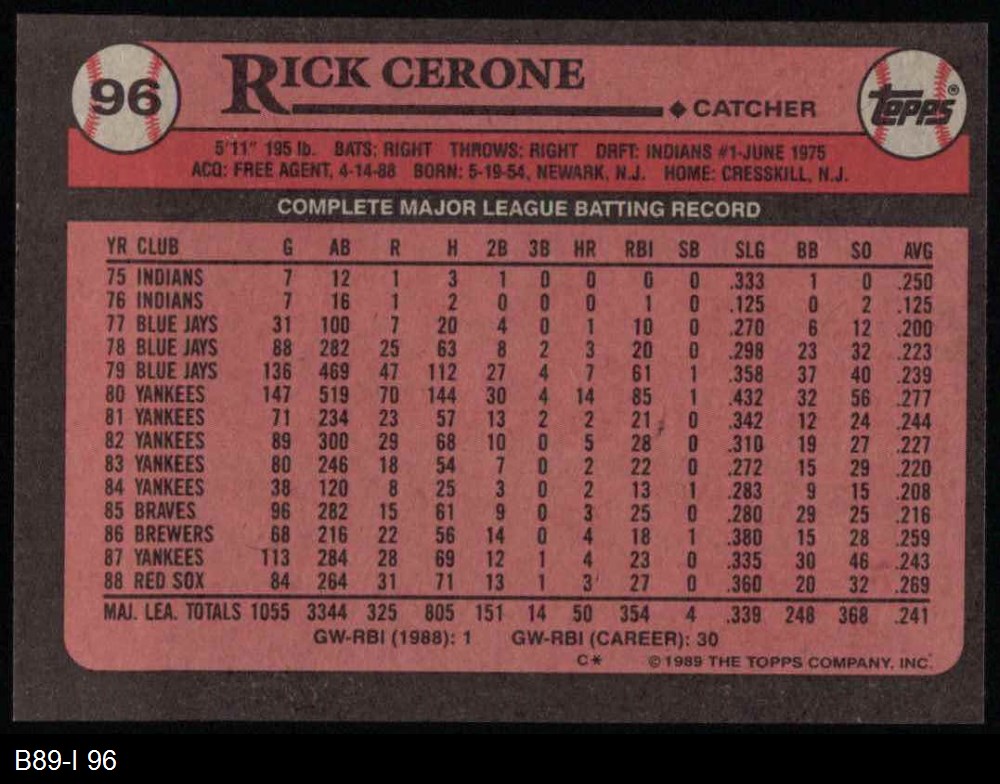 96
RICK CERONE
◆ CATCHER
TOPPS®
5'11" 195 lb. BATS: RIGHT THROWS: RIGHT DRFT: INDIANS #1-JUNE 1975
ACQ: FREE AGENT, 4-14-88 BORN: 5-19-54, NEWARK, N.J. HOME: CRESSKILL, N.J.
COMPLETE MAJOR LEAGUE BATTING RECORD
YR CLUB G AB R H 2B 3B HR RBI SB SLG BB SO AVG
75 INDIANS 7 12 1 3 1 0 0 0 0 .333 1 0 .250
76 INDIANS 7 16 1 2 0 0 0 1 0 .125 0 2 .125
77 BLUE JAYS 31 100 7 20 4 0 1 10 0 .270 6 12 .200
78 BLUE JAYS 88 282 25 63 8 2 3 20 0 .298 23 32 .223
79 BLUE JAYS 136 469 47 112 27 4 7 61 1 .358 37 40 .239
80 YANKEES 147 519 70 144 30 4 14 85 1 .432 32 56 .277
81 YANKEES 71 234 23 57 13 2 2 21 0 .342 12 24 .244
82 YANKEES 89 300 29 68 10 0 5 28 0 .310 19 27 .227
83 YANKEES 80 246 18 54 7 0 2 22 0 .272 15 29 .220
84 YANKEES 38 120 8 25 3 0 2 13 1 .283 9 15 .208
85 BRAVES 96 282 15 61 9 0 3 25 0 .280 29 25 .216
86 BREWERS 68 216 22 56 14 0 4 18 1 .380 15 28 .259
87 YANKEES 113 284 28 69 12 1 4 23 0 .335 30 46 .243
88 RED SOX 84 264 31 71 13 1 3 27 0 .360 20 32 .269
MAJ. LEA. TOTALS 1055 3344 325 805 151 14 50 354 4 .339 248 368 .241
GW-RBI (1988): 1 GW-RBI (CAREER): 30
C* © 1989 THE TOPPS COMPANY, INC.
B89-I 96